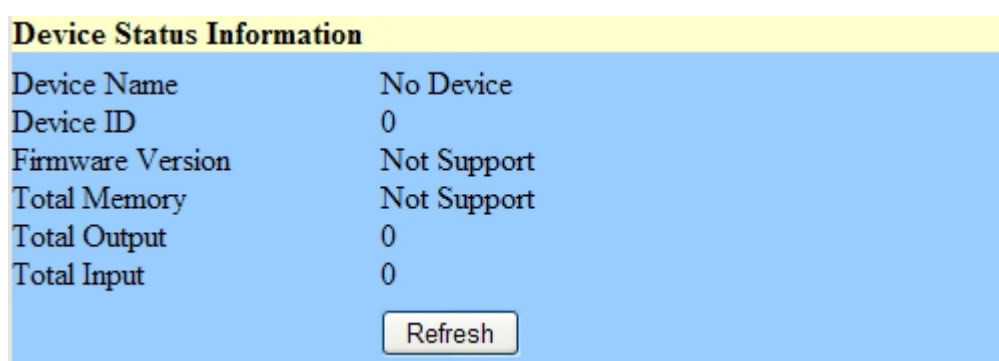 Device Status Information
Device Name No Device
Device ID 0
Firmware Version Not Support
Total Memory Not Support
Total Output 0
Total Input 0
Refresh